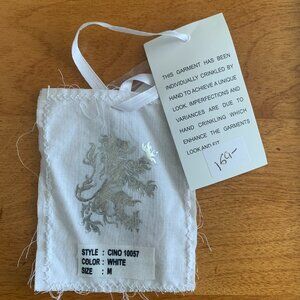 THIS GARMENT HAS BEEN
INDIVIDUALLY CRINKLED BY
HAND TO ACHIEVE A UNIQUE
LOOK. IMPERFECTIONS AND
VARIANCES ARE DUE TO
HAND CRINKLING WHICH
ENHANCE THE GARMENTS
LOOK AND FIT
169-
STYLE : CINO 10057
COLOR : WHITE
SIZE : M